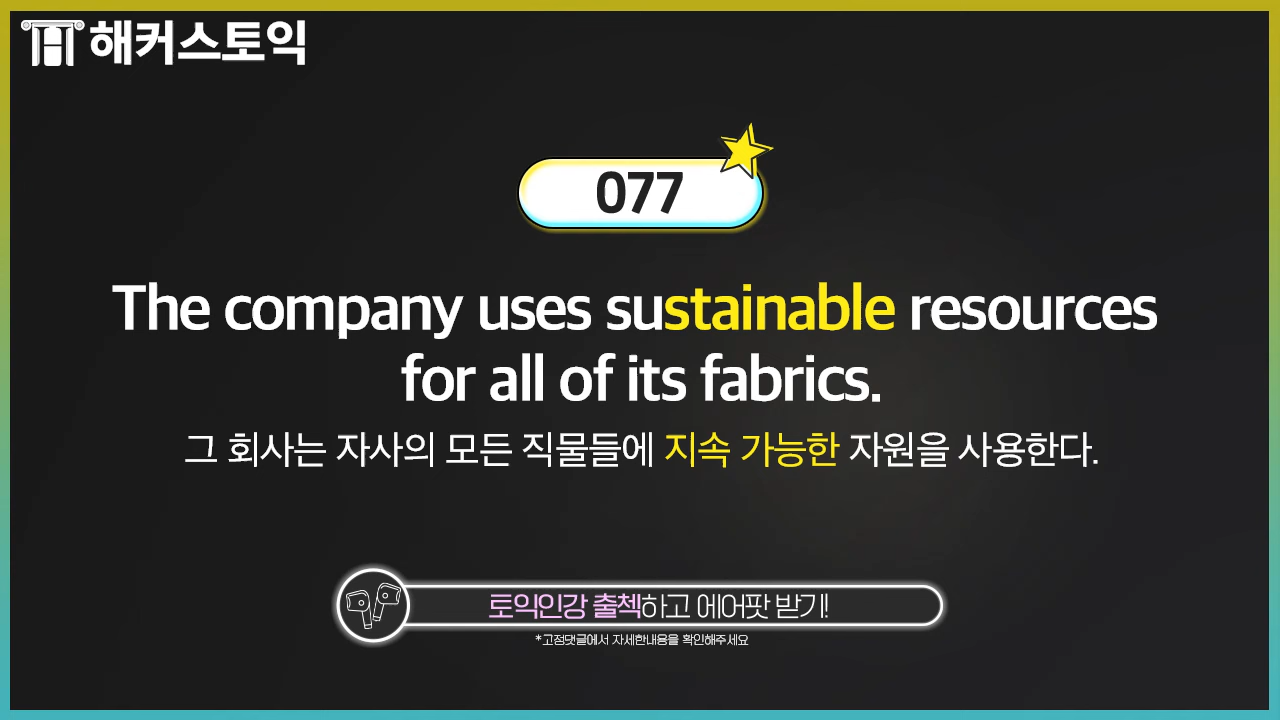 해커스토익
077
The company uses sustainable resources
for all of its fabrics.
그 회사는 자사의 모든 직물들에 지속 가능한 자원을 사용한다.
토익인강 출첵하고 에어팟 받기!
*고정댓글에서 자세한내용을 확인해주세요